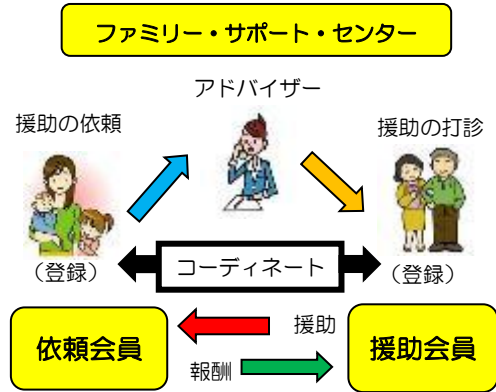 ファミリー・サポート・センター
アドバイザー
援助の依頼
援助の打診
(登録)
コーディネート
(登録)
依頼会員
援助
報酬
援助会員